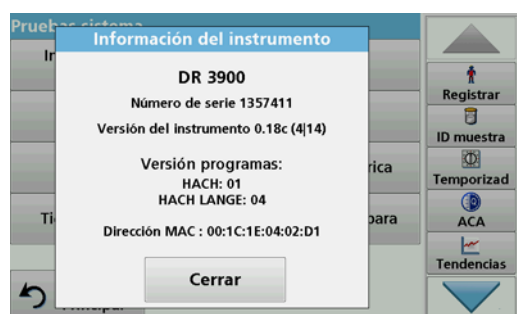 Pruebas sistema
Información del instrumento
DR 3900
Número de serie 1357411
Versión del instrumento 0.18c (4|14)
Versión programas:
HACH: 01
HACH LANGE: 04
Dirección MAC : 00:1C:1E:04:02:D1
Cerrar
Registrar
ID muestra
Temporizad
ACA
Tendencias